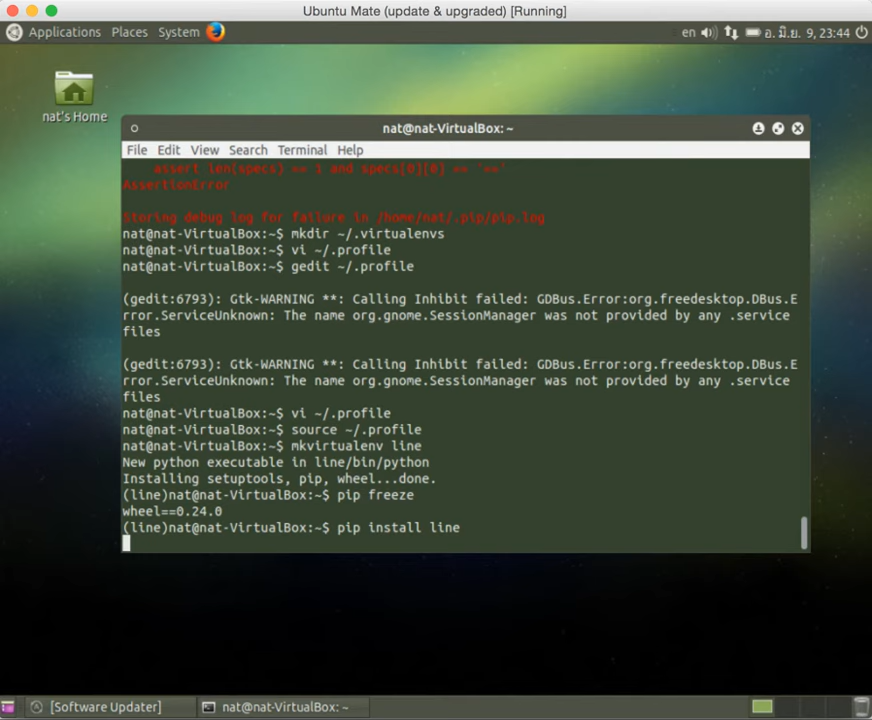 Ubuntu Mate (update & upgraded) [Running]
Applications Places System en อ. มิ.ย. 9, 23:44
nat's Home
nat@nat-VirtualBox: ~
File Edit View Search Terminal Help
assert len(specs) == 1 and specs[0][0] == '=='
AssertionError
Storing debug log for failure in /home/nat/.pip/pip.log
nat@nat-VirtualBox:~$ mkdir ~/.virtualenvs
nat@nat-VirtualBox:~$ vi ~/.profile
nat@nat-VirtualBox:~$ gedit ~/.profile
(gedit:6793): Gtk-WARNING **: Calling Inhibit failed: GDBus.Error:org.freedesktop.DBus.E
rror.ServiceUnknown: The name org.gnome.SessionManager was not provided by any .service
files
(gedit:6793): Gtk-WARNING **: Calling Inhibit failed: GDBus.Error:org.freedesktop.DBus.E
rror.ServiceUnknown: The name org.gnome.SessionManager was not provided by any .service
files
nat@nat-VirtualBox:~$ vi ~/.profile
nat@nat-VirtualBox:~$ source ~/.profile
nat@nat-VirtualBox:~$ mkvirtualenv line
New python executable in line/bin/python
Installing setuptools, pip, wheel...done.
(line)nat@nat-VirtualBox:~$ pip freeze
wheel==0.24.0
(line)nat@nat-VirtualBox:~$ pip install line
[Software Updater] nat@nat-VirtualBox: ~